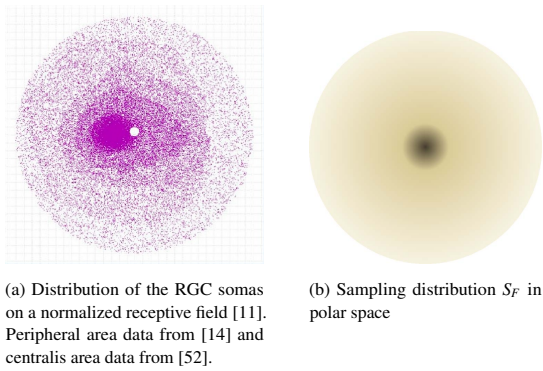 (a) Distribution of the RGC somas
on a normalized receptive field [11].
Peripheral area data from [14] and
centralis area data from [52].
(b) Sampling distribution S_F in
polar space